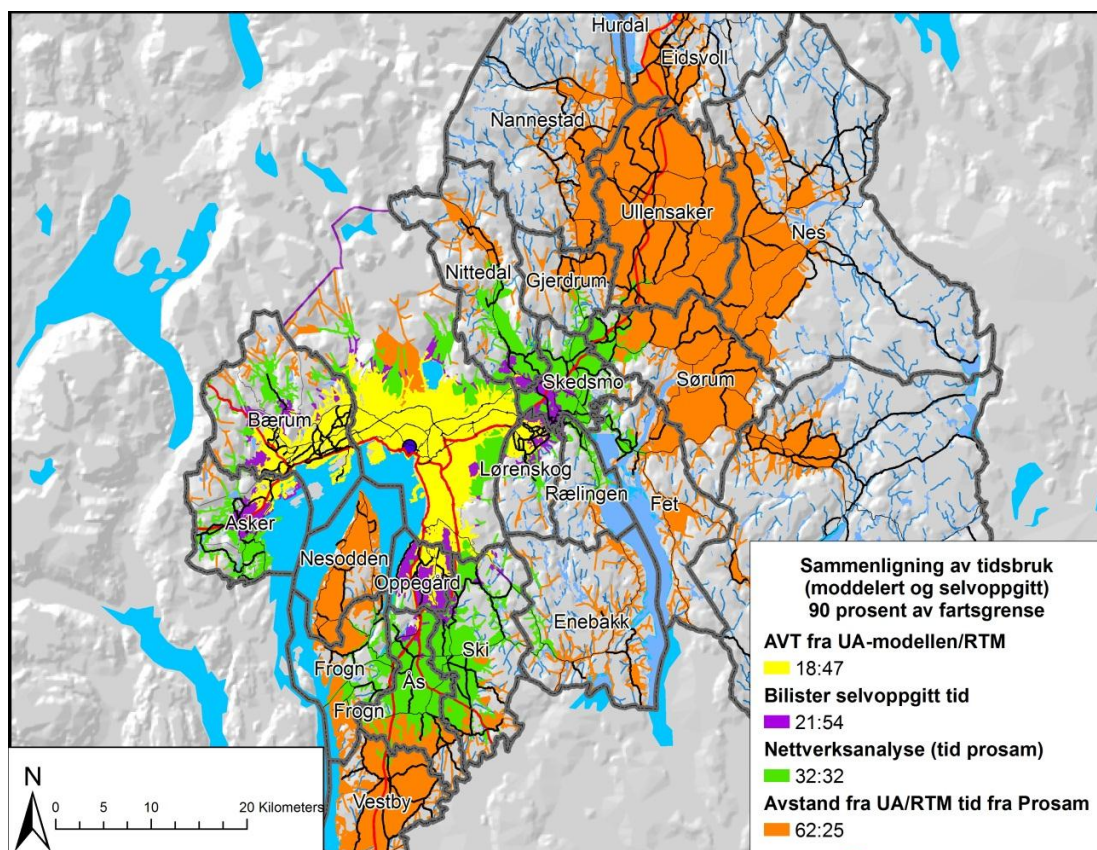 Hurdal
Eidsvoll
Nannestad
Ullensaker
Nes
Nittedal
Gjerdrum
Skedsmo
Sørum
Bærum
Lørenskog
Rælingen
Fet
Asker
Nesodden
Oppegard
Enebakk
Ski
Frogn
Ås
Frogn
Vestby
N
0 5 10 20 Kilometers
Sammenligning av tidsbruk
(moddelert og selvoppgitt)
90 prosent av fartsgrense
AVT fra UA-modellen/RTM
18:47
Bilister selvoppgitt tid
21:54
Nettverksanalyse (tid prosam)
32:32
Avstand fra UA/RTM tid fra Prosam
62:25